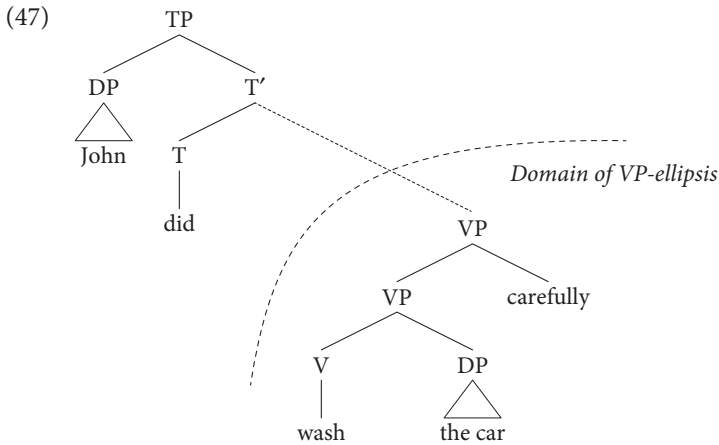 (47)
TP
DP T′
John T
Domain of VP-ellipsis
did VP
VP carefully
V DP
wash the car